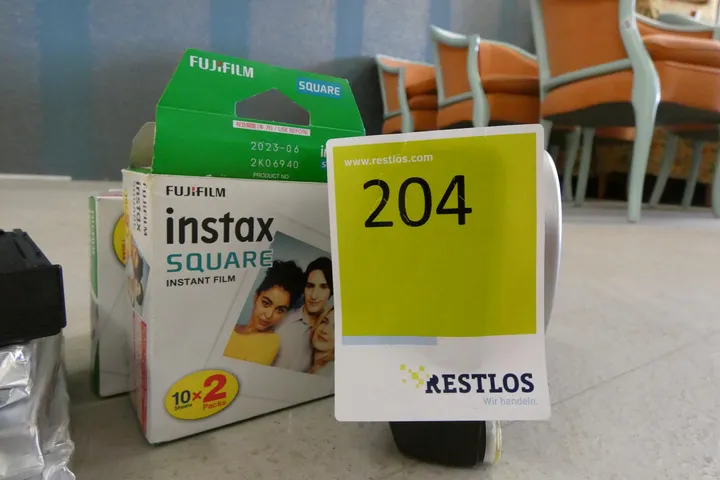 FUJIFILM
SQUARE
USE BEFORE
2023-06
2K06940
PRODUCT NO
FUJIFILM
instax
SQUARE
INSTANT FILM
10×2
Sheets Packs
www.restlos.com
204
RESTLOS
Wir handeln.